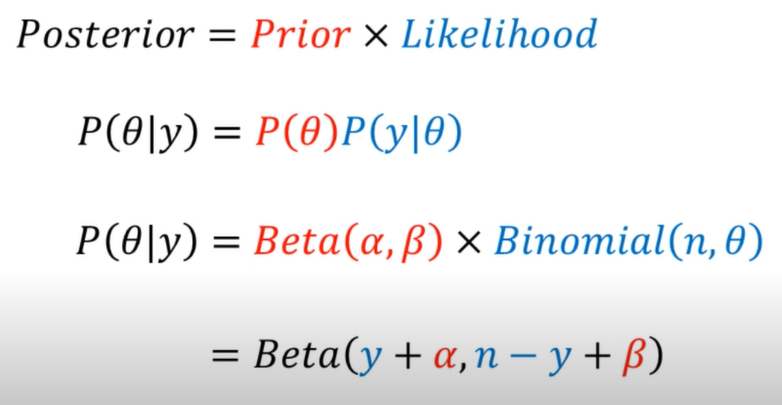 Posterior = Prior × Likelihood
P(θ|y) = P(θ)P(y|θ)
P(θ|y) = Beta(α, β) × Binomial(n, θ)
= Beta(y + α, n − y + β)